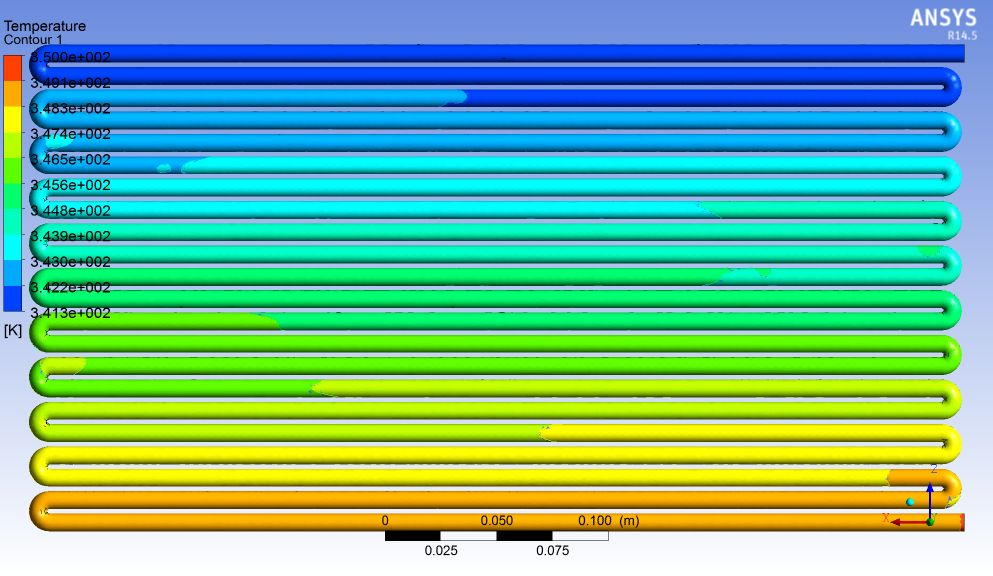 ANSYS
R14.5
Temperature
Contour 1
3.500e+002
3.491e+002
3.483e+002
3.474e+002
3.465e+002
3.456e+002
3.448e+002
3.439e+002
3.430e+002
3.422e+002
3.413e+002
[K]
Z
X
0 0.050 0.100 (m)
0.025 0.075